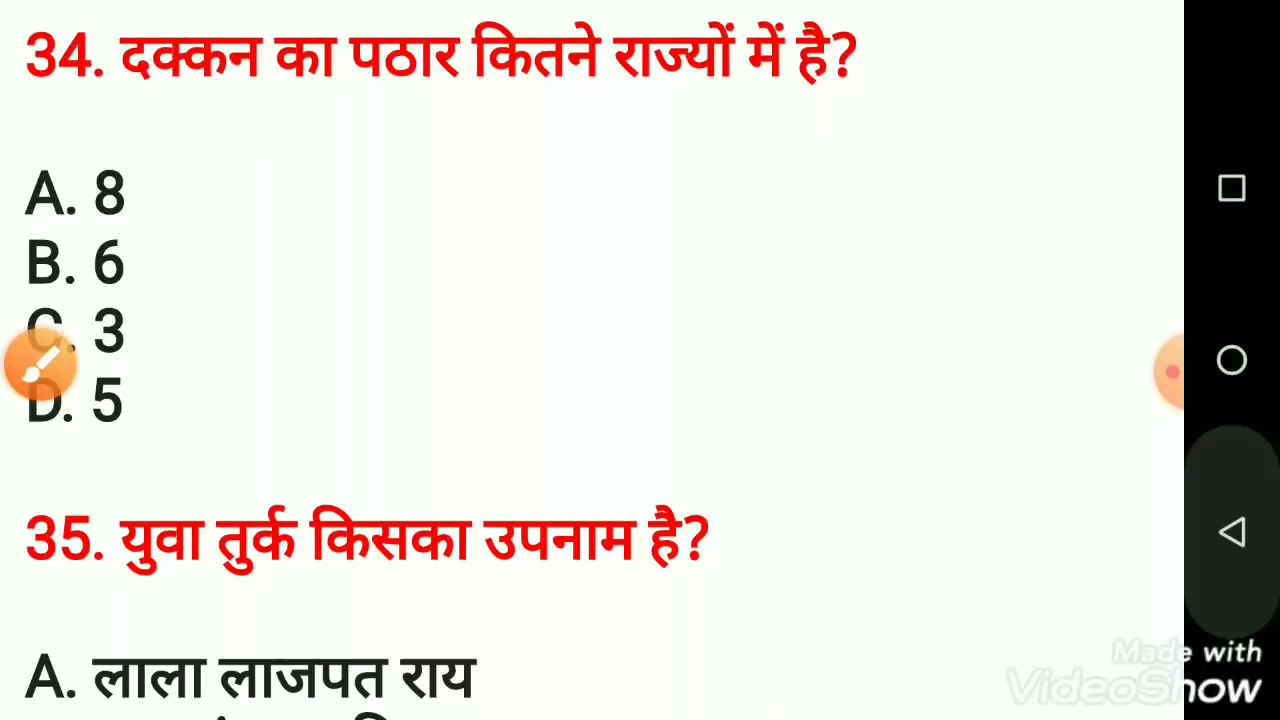 34. दक्कन का पठार कितने राज्यों में है?
A. 8
B. 6
C. 3
D. 5
35. युवा तुर्क किसका उपनाम है?
A. लाला लाजपत राय
Made with
VideoShow